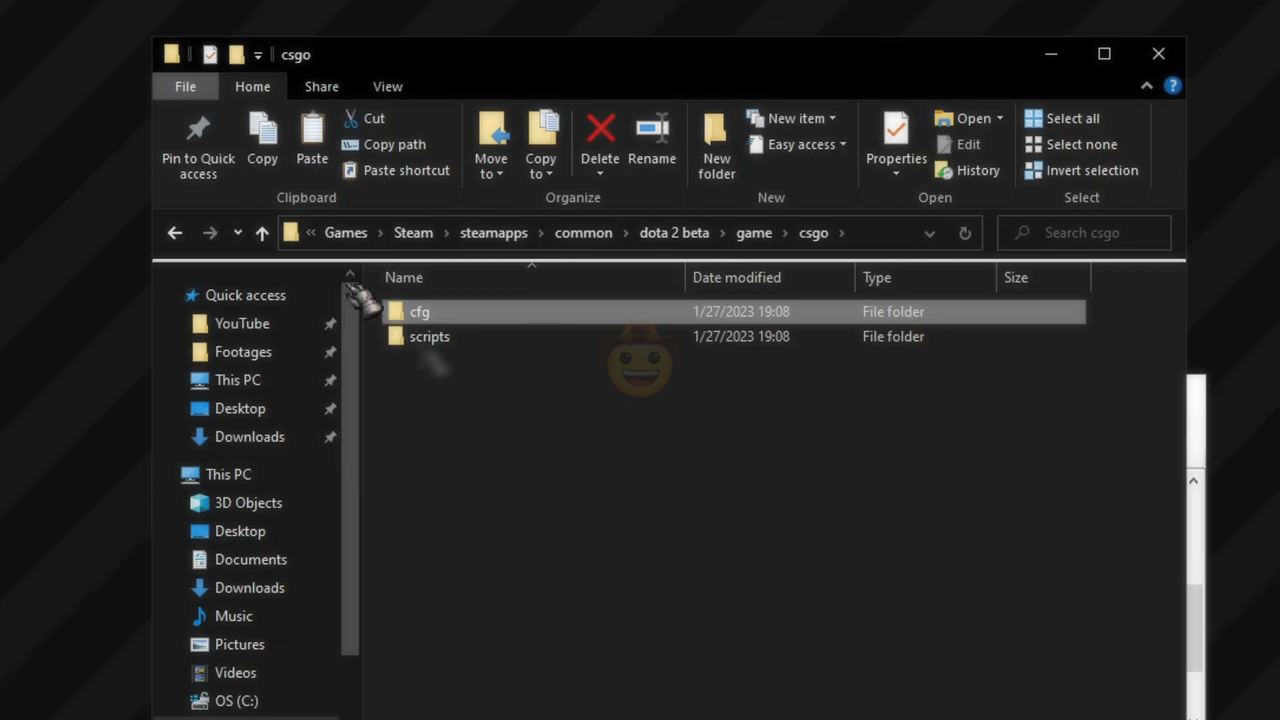 csgo
File Home Share View
Pin to Quick access
Copy
Paste
Cut
Copy path
Paste shortcut
Clipboard
Move to
Copy to
Delete
Rename
Organize
New folder
New item
Easy access
New
Properties
Open
Edit
History
Open
Select all
Select none
Invert selection
Select
« Games > Steam > steamapps > common > dota 2 beta > game > csgo >
Search csgo
Name Date modified Type Size
cfg 1/27/2023 19:08 File folder
scripts 1/27/2023 19:08 File folder
Quick access
YouTube
Footages
This PC
Desktop
Downloads
This PC
3D Objects
Desktop
Documents
Downloads
Music
Pictures
Videos
OS (C:)